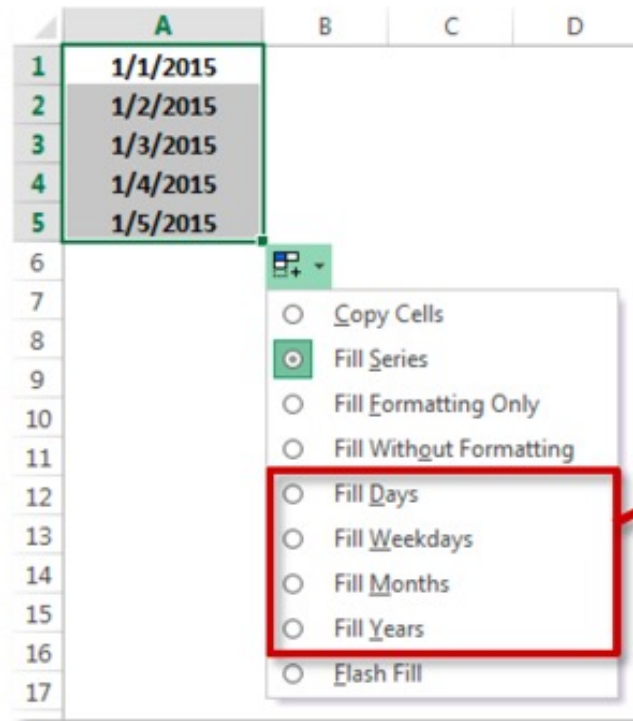 A B C D
1 1/1/2015
2 1/2/2015
3 1/3/2015
4 1/4/2015
5 1/5/2015
6
7 Copy Cells
8 Fill Series
9
10 Fill Formatting Only
11 Fill Without Formatting
12 Fill Days
13 Fill Weekdays
14 Fill Months
15 Fill Years
16
17 Flash Fill